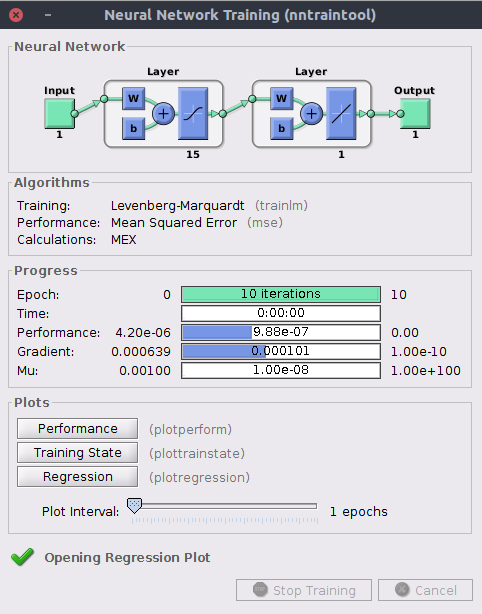 Neural Network Training (nntraintool)
Neural Network
Layer Layer
Input Output
W W
b b
+ +
1 15 1 1
Algorithms
Training: Levenberg-Marquardt (trainlm)
Performance: Mean Squared Error (mse)
Calculations: MEX
Progress
Epoch: 0 10 iterations 10
Time: 0:00:00
Performance: 4.20e-06 9.88e-07 0.00
Gradient: 0.000639 0.000101 1.00e-10
Mu: 0.00100 1.00e-08 1.00e+100
Plots
Performance (plotperform)
Training State (plottrainstate)
Regression (plotregression)
Plot Interval: 1 epochs
Opening Regression Plot
Stop Training Cancel